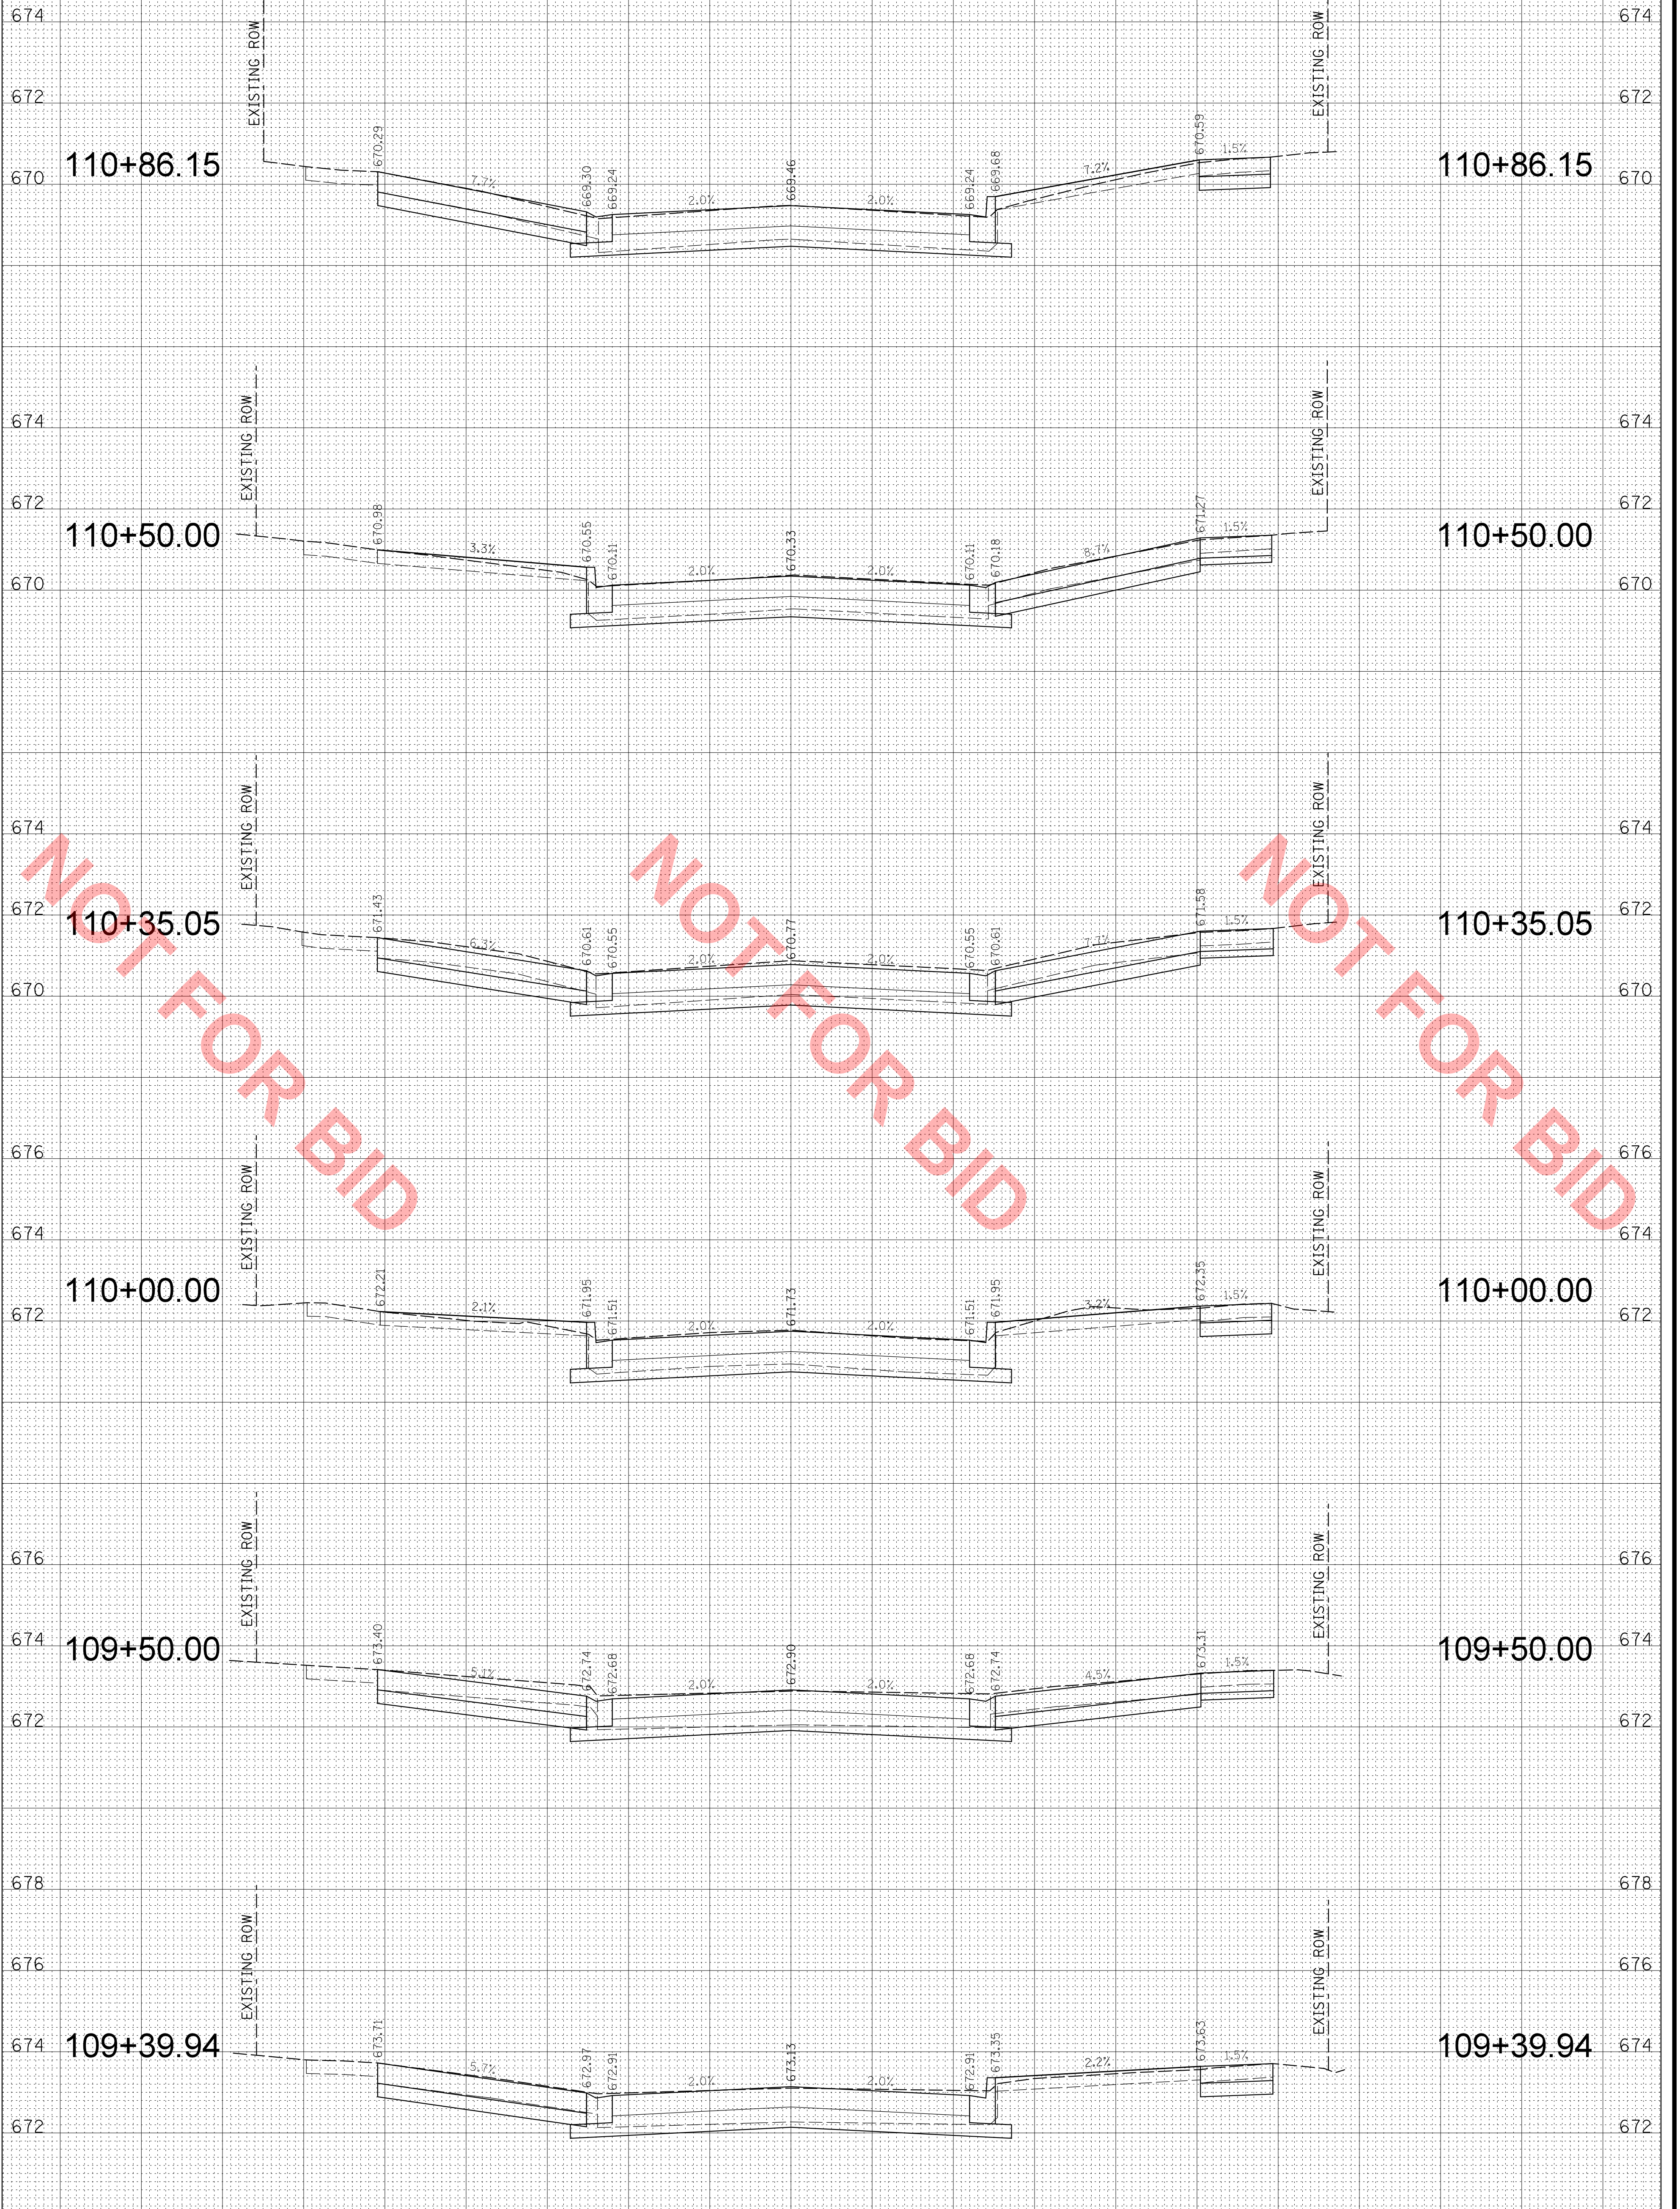 674 674
EXISTING ROW EXISTING ROW
672 672
110+86.15 670.29 7.7% 669.30 669.24 2.0% 669.46 2.0% 669.24 669.68 7.2% 670.59 1.5% 110+86.15
670 670
674 674
EXISTING ROW EXISTING ROW
672 672
110+50.00 670.98 3.3% 670.55 670.11 2.0% 670.33 2.0% 670.11 670.18 8.7% 671.27 1.5% 110+50.00
670 670
674 674
EXISTING ROW EXISTING ROW
672 672
110+35.05 671.43 6.3% 670.61 670.55 2.0% 670.77 2.0% 670.55 670.61 7.7% 671.58 1.5% 110+35.05
670 670
NOT FOR BID NOT FOR BID NOT FOR BID
676 676
EXISTING ROW EXISTING ROW
674 674
110+00.00 672.21 2.1% 671.95 671.51 2.0% 671.73 2.0% 671.51 671.95 3.2% 672.35 1.5% 110+00.00
672 672
676 676
EXISTING ROW EXISTING ROW
674 674
109+50.00 673.40 5.1% 672.74 672.68 2.0% 672.90 2.0% 672.68 672.74 4.5% 673.31 1.5% 109+50.00
672 672
678 678
676 676
EXISTING ROW EXISTING ROW
674 674
109+39.94 673.71 5.7% 672.97 672.91 2.0% 673.13 2.0% 672.91 673.35 2.2% 673.63 1.5% 109+39.94
672 672